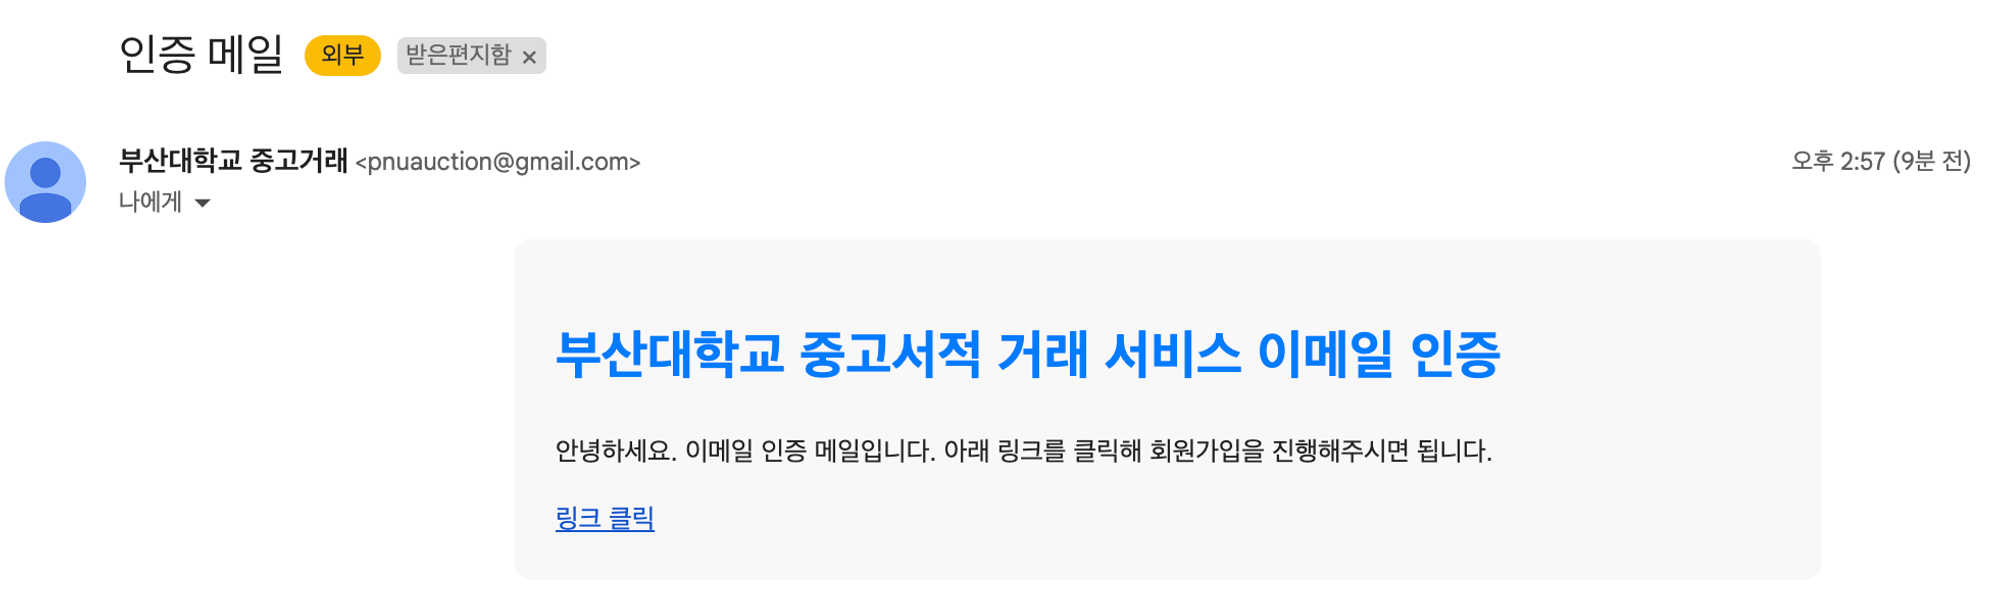 인증 메일 외부 받은편지함 ×
부산대학교 중고거래 <pnuauction@gmail.com> 오후 2:57 (9분 전)
나에게
부산대학교 중고서적 거래 서비스 이메일 인증
안녕하세요. 이메일 인증 메일입니다. 아래 링크를 클릭해 회원가입을 진행해주시면 됩니다.
링크 클릭